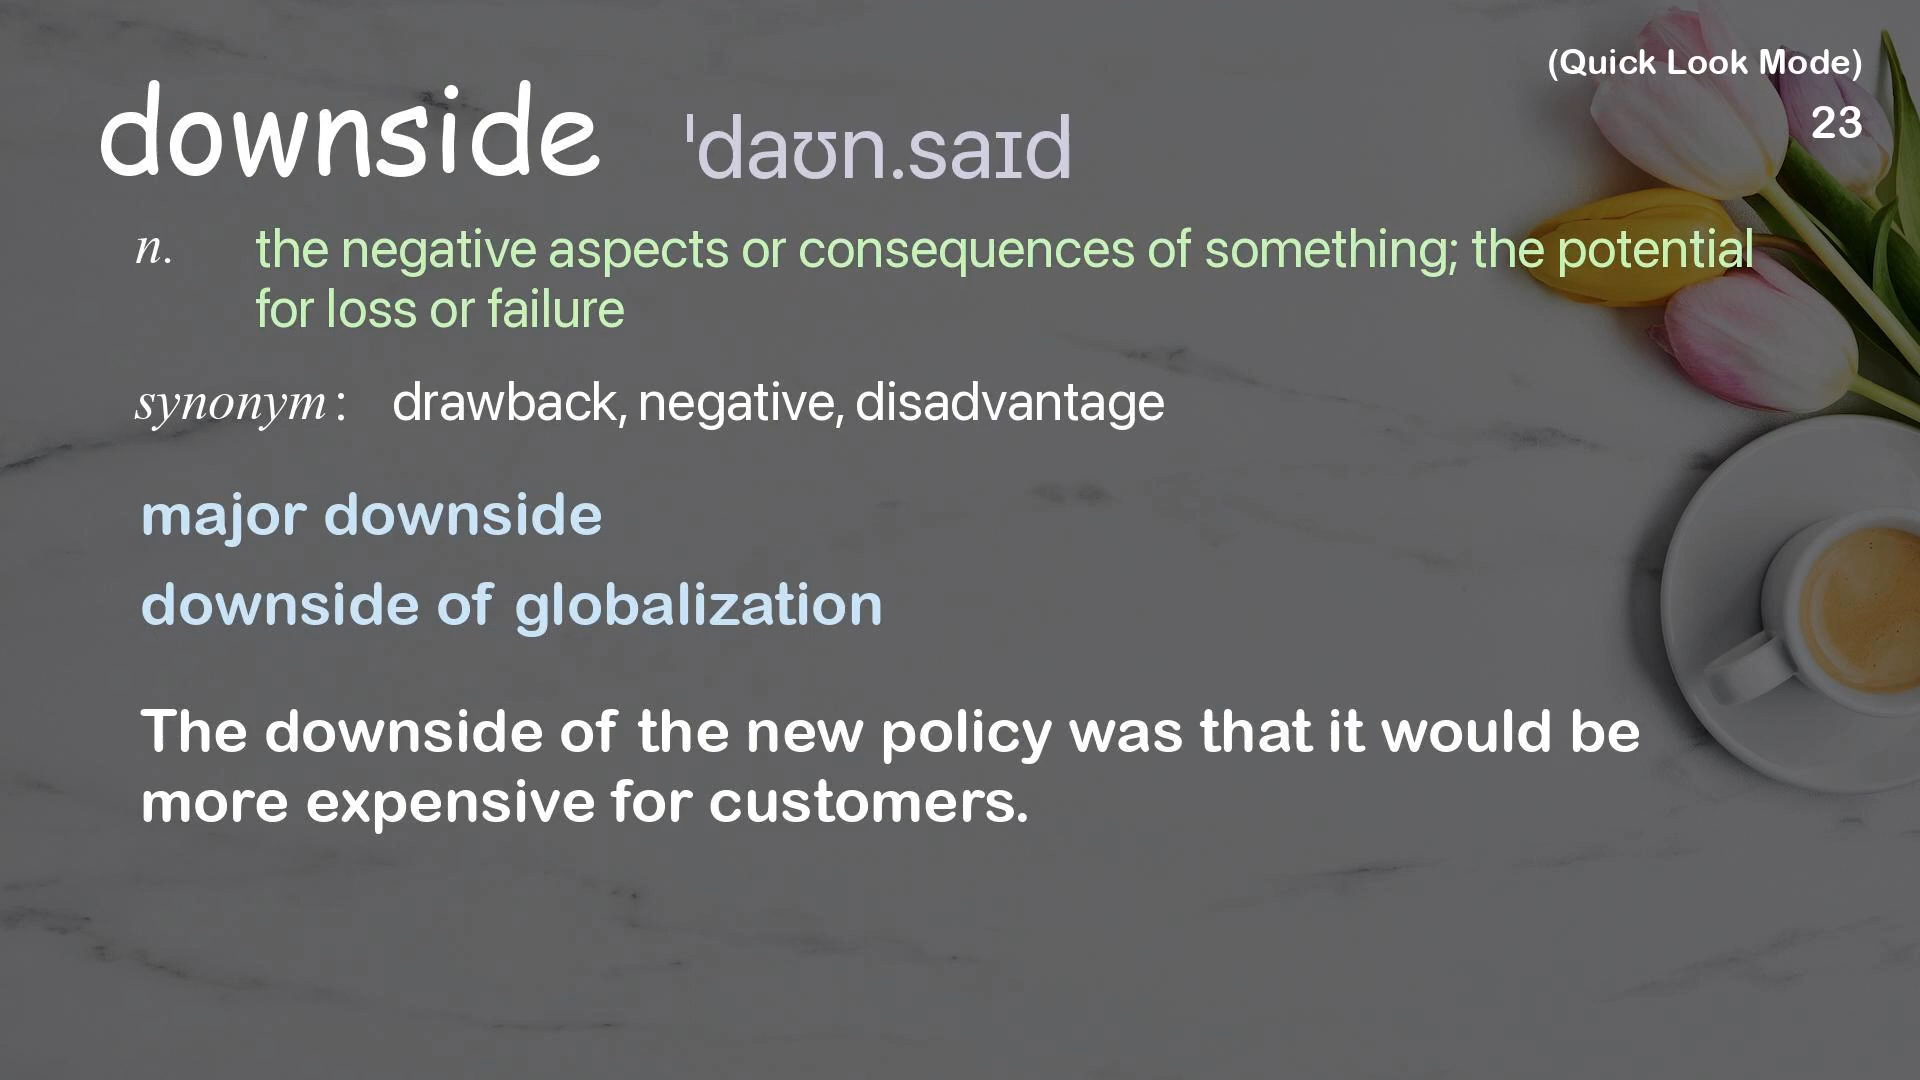 (Quick Look Mode)
23
downside ˈdaʊn.saɪd
n. the negative aspects or consequences of something; the potential
for loss or failure
synonym : drawback, negative, disadvantage
major downside
downside of globalization
The downside of the new policy was that it would be
more expensive for customers.